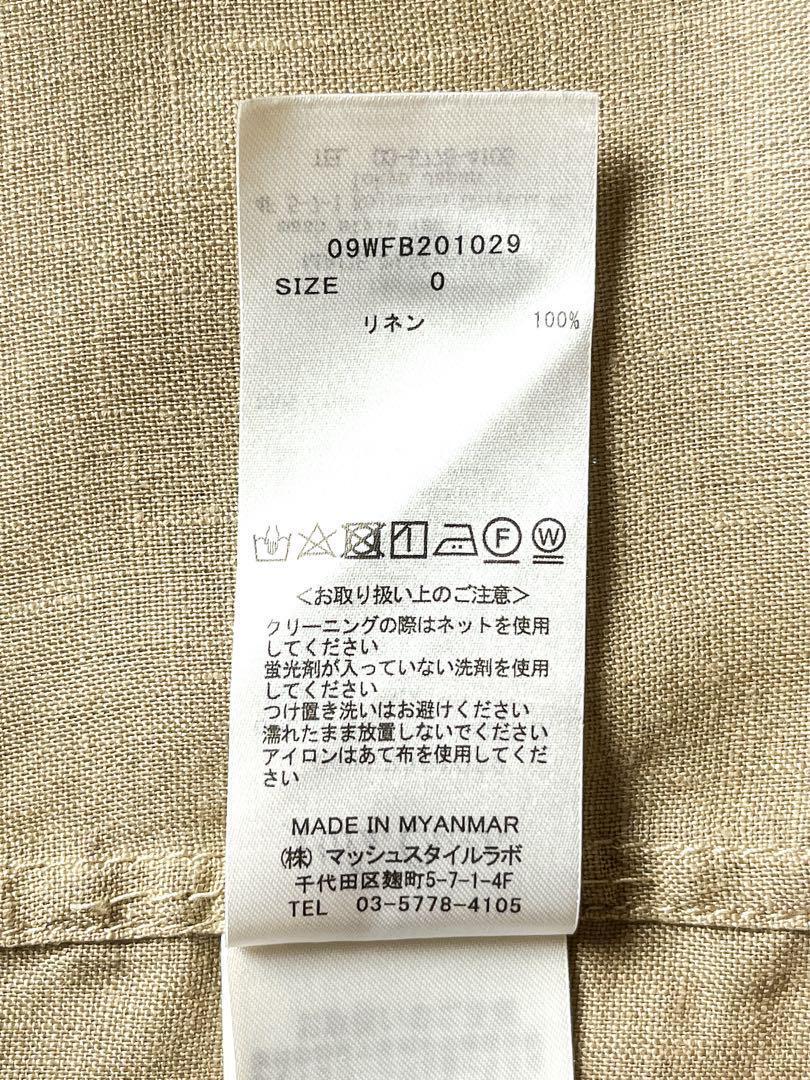 09WFB201029
SIZE 0
リネン 100%
F W
<お取り扱い上のご注意>
クリーニングの際はネットを使用
してください
蛍光剤が入っていない洗剤を使用
してください
つけ置き洗いはお避けください
濡れたまま放置しないでください
アイロンはあて布を使用してくだ
さい
MADE IN MYANMAR
(株) マッシュスタイルラボ
千代田区麹町5-7-1-4F
TEL 03-5778-4105